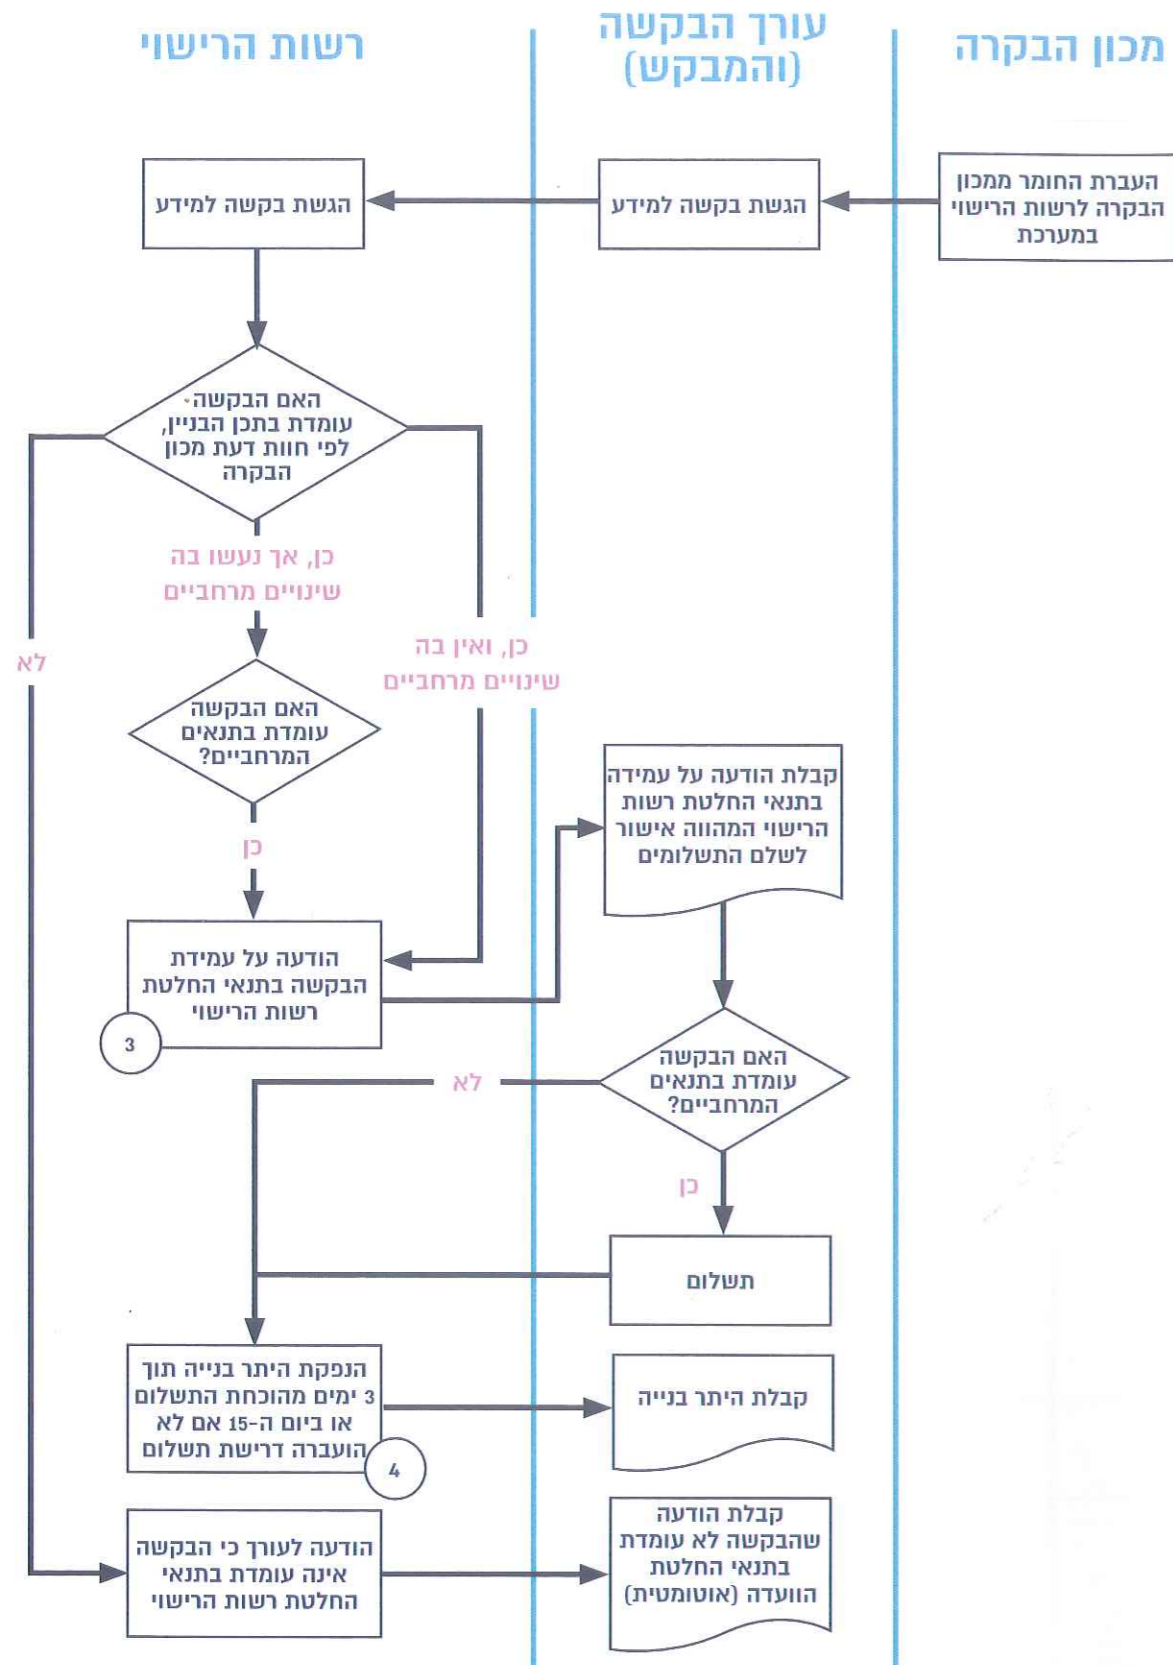 מכון הבקרה
עורך הבקשה
(והמבקש)
רשות הרישוי
העברת החומר ממכון
הבקרה לרשות הרישוי
במערכת
הגשת בקשה למידע
הגשת בקשה למידע
האם הבקשה
עומדת בתכן הבניין,
לפי חוות דעת מכון
הבקרה
כן, אך נעשו בה
שינויים מרחביים
כן, ואין בה
שינויים מרחביים
לא
האם הבקשה
עומדת בתנאים
המרחביים?
כן
קבלת הודעה על עמידה
בתנאי החלטת רשות
הרישוי המהווה אישור
לשלם התשלומים
הודעה על עמידת
הבקשה בתנאי החלטת
רשות הרישוי
3
האם הבקשה
עומדת בתנאים
המרחביים?
לא
כן
תשלום
הנפקת היתר בנייה תוך
3 ימים מהוכחת התשלום
או ביום ה-15 אם לא
הועברה דרישת תשלום
4
קבלת היתר בנייה
הודעה לעורך כי הבקשה
אינה עומדת בתנאי
החלטת רשות הרישוי
קבלת הודעה
שהבקשה לא עומדת
בתנאי החלטת
הוועדה (אוטומטית)